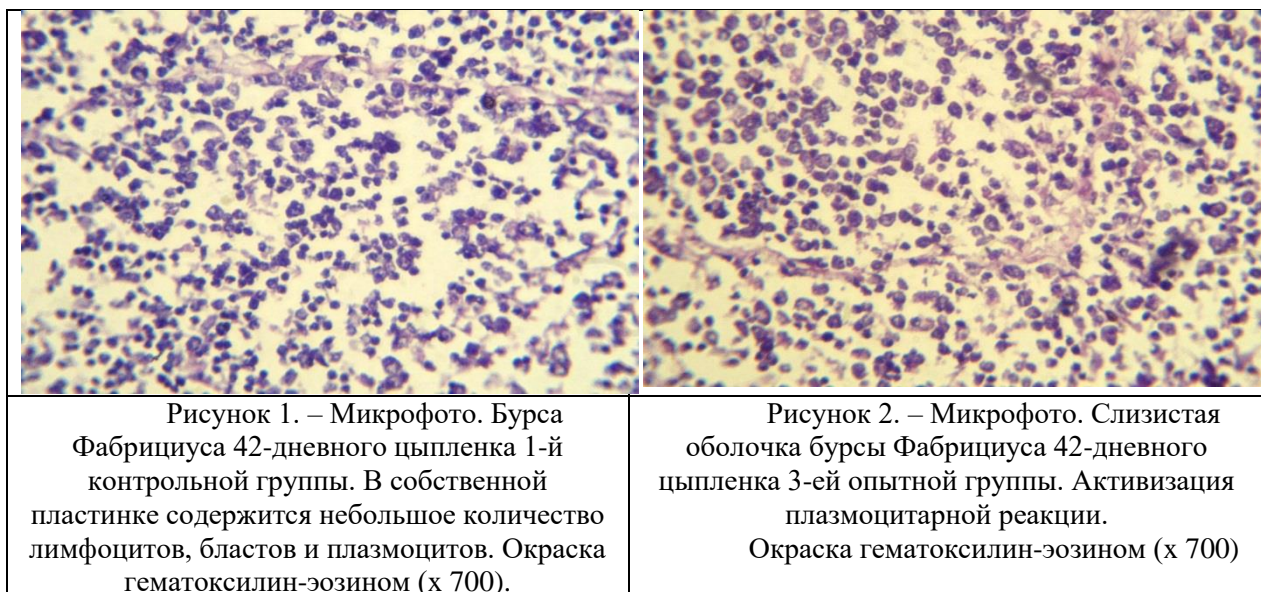 Рисунок 1. – Микрофото. Бурса
Фабрициуса 42-дневного цыпленка 1-й
контрольной группы. В собственной
пластинке содержится небольшое количество
лимфоцитов, бластов и плазмоцитов. Окраска
гематоксилин-эозином (х 700).
Рисунок 2. – Микрофото. Слизистая
оболочка бурсы Фабрициуса 42-дневного
цыпленка 3-ей опытной группы. Активизация
плазмоцитарной реакции.
Окраска гематоксилин-эозином (х 700)